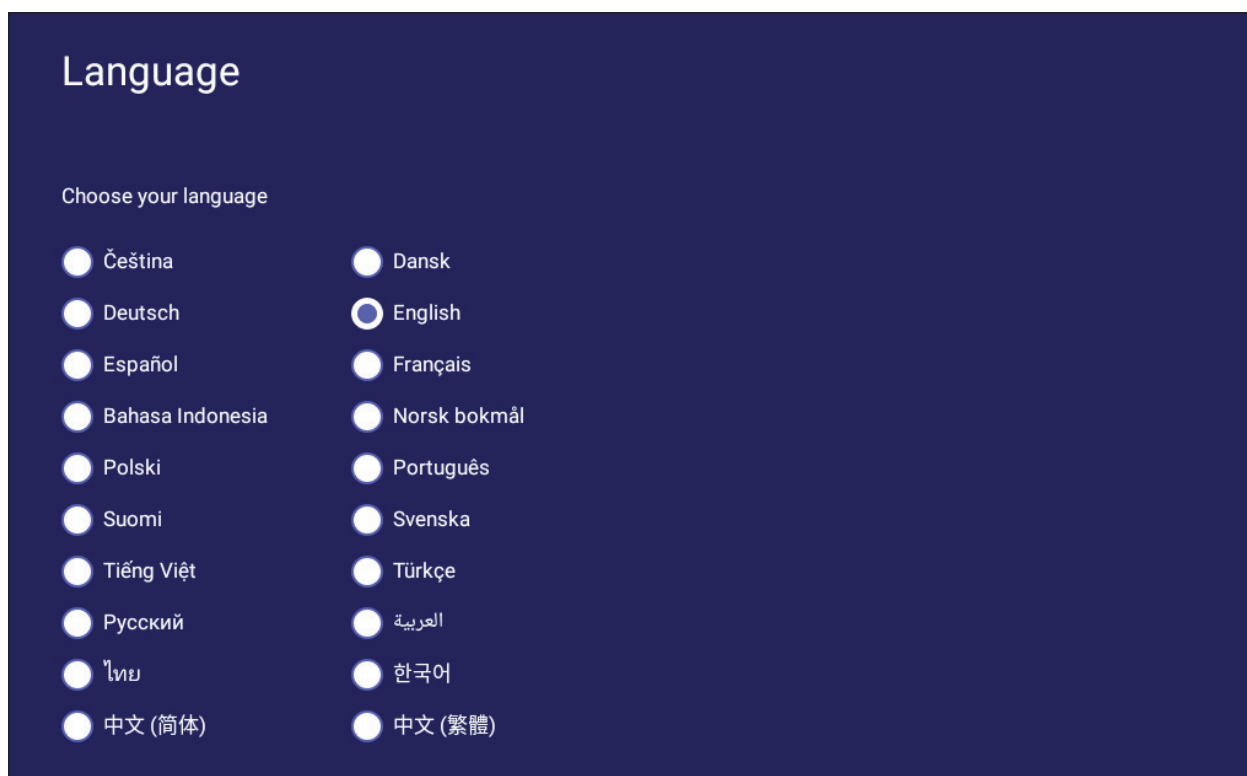 Language
Choose your language
Čeština Dansk
Deutsch English
Español Français
Bahasa Indonesia Norsk bokmål
Polski Português
Suomi Svenska
Tiếng Việt Türkçe
Русский العربية
ไทย 한국어
中文 (简体) 中文 (繁體)